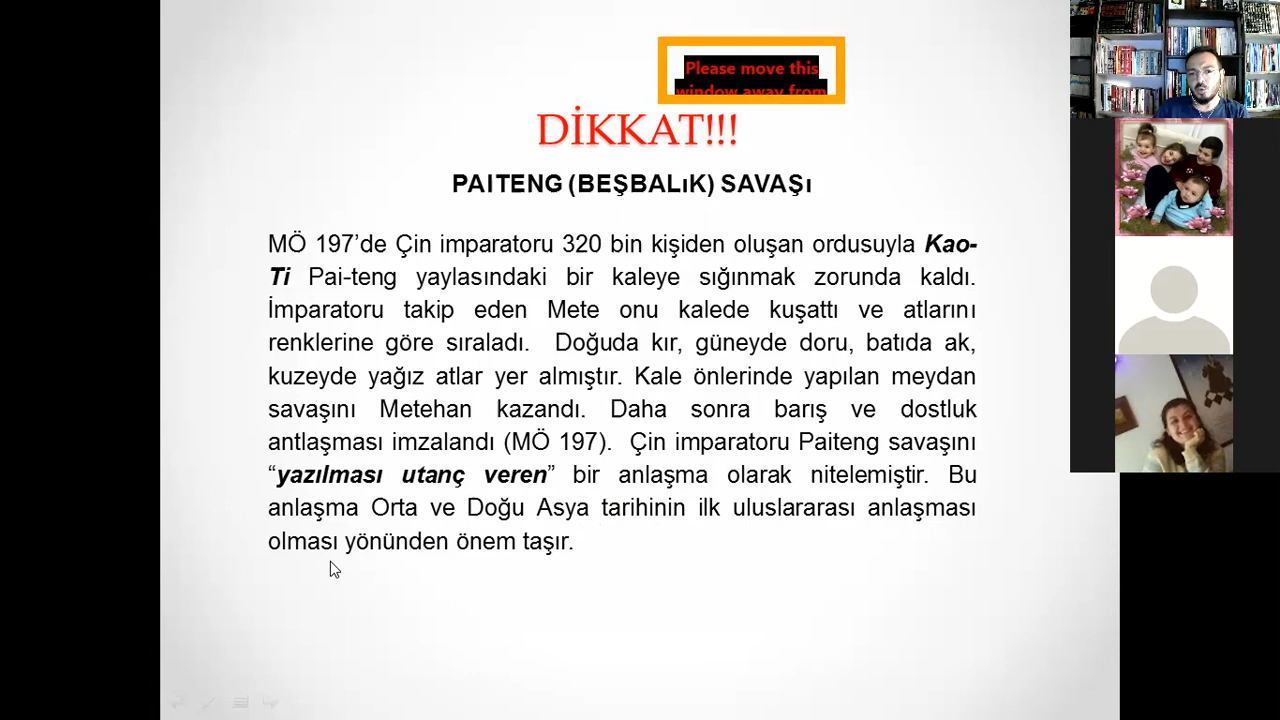 Please move this
window away from
DİKKAT!!!
PAITENG (BEŞBALıK) SAVAŞı
MÖ 197’de Çin imparatoru 320 bin kişiden oluşan ordusuyla Kao-
Ti Pai-teng yaylasındaki bir kaleye sığınmak zorunda kaldı.
İmparatoru takip eden Mete onu kalede kuşattı ve atlarını
renklerine göre sıraladı. Doğuda kır, güneyde doru, batıda ak,
kuzeyde yağız atlar yer almıştır. Kale önlerinde yapılan meydan
savaşını Metehan kazandı. Daha sonra barış ve dostluk
antlaşması imzalandı (MÖ 197). Çin imparatoru Paiteng savaşını
“yazılması utanç veren” bir anlaşma olarak nitelemiştir. Bu
anlaşma Orta ve Doğu Asya tarihinin ilk uluslararası anlaşması
olması yönünden önem taşır.